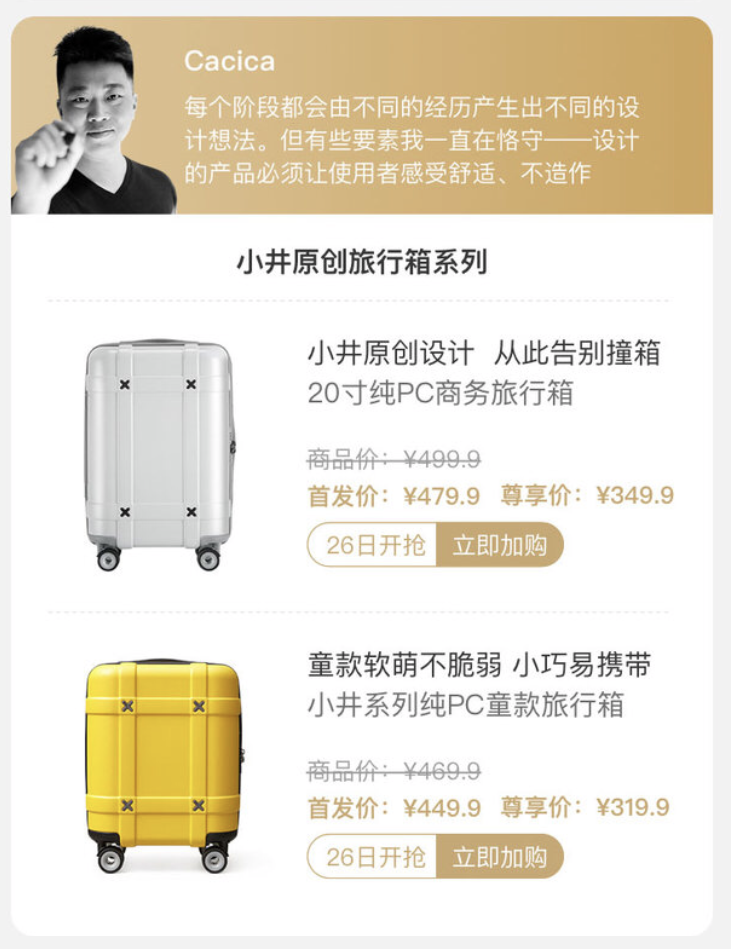 Cacica
每个阶段都会由不同的经历产生出不同的设
计想法。但有些要素我一直在恪守——设计
的产品必须让使用者感受舒适、不造作
小井原创旅行箱系列
小井原创设计 从此告别撞箱
20寸纯PC商务旅行箱
商品价：¥499.9
首发价：¥479.9 尊享价：¥349.9
26日开抢 立即加购
童款软萌不脆弱 小巧易携带
小井系列纯PC童款旅行箱
商品价：¥469.9
首发价：¥449.9 尊享价：¥319.9
26日开抢 立即加购